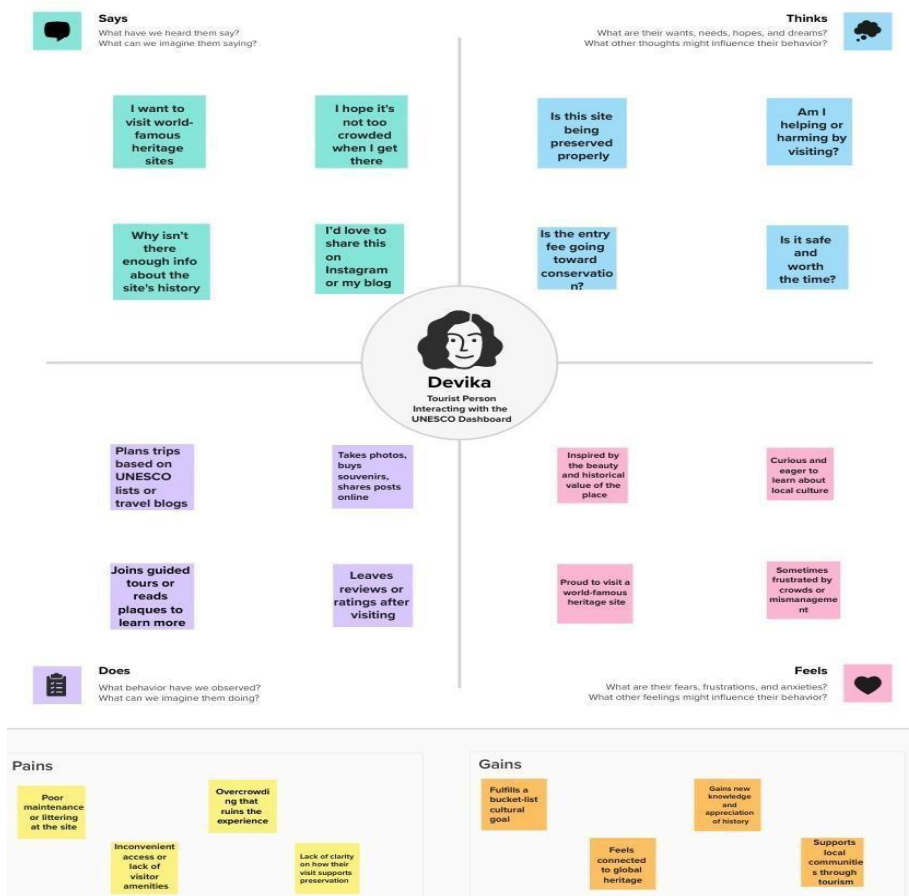 Says
What have we heard them say?
What can we imagine them saying?
Thinks
What are their wants, needs, hopes, and dreams?
What other thoughts might influence their behavior?
I want to
visit world-
famous
heritage
sites
I hope it's
not too
crowded
when I get
there
Is this site
being
preserved
properly
Am I
helping or
harming by
visiting?
Why isn't
there
enough info
about the
site's history
I'd love to
share this
on
Instagram
or my blog
Is the entry
fee going
toward
conservatio
n?
Is it safe
and
worth
the time?
Devika
Tourist Person
Interacting with the
UNESCO Dashboard
Plans trips
based on
UNESCO
lists or
travel blogs
Takes photos,
buys
souvenirs,
shares posts
online
Inspired by
the beauty
and historical
value of the
place
Curious and
eager to
learn about
local culture
Joins guided
tours or
reads
plaques to
learn more
Leaves
reviews or
ratings after
visiting
Proud to visit a
world-famous
heritage site
Sometimes
frustrated by
crowds or
mismanageme
nt
Does
What behavior have we observed?
What can we imagine them doing?
Feels
What are their fears, frustrations, and anxieties?
What other feelings might influence their behavior?
Pains
Poor
maintenance
or littering
at the site
Overcrowdi
ng that
ruins the
experience
Inconvenient
access or
lack of
visitor
amenities
Lack of clarity
on how their
visit supports
preservation
Gains
Fulfills a
bucket-list
cultural
goal
Gains new
knowledge
and
appreciation
of history
Feels
connected
to global
heritage
Supports
local
communitie
s through
tourism